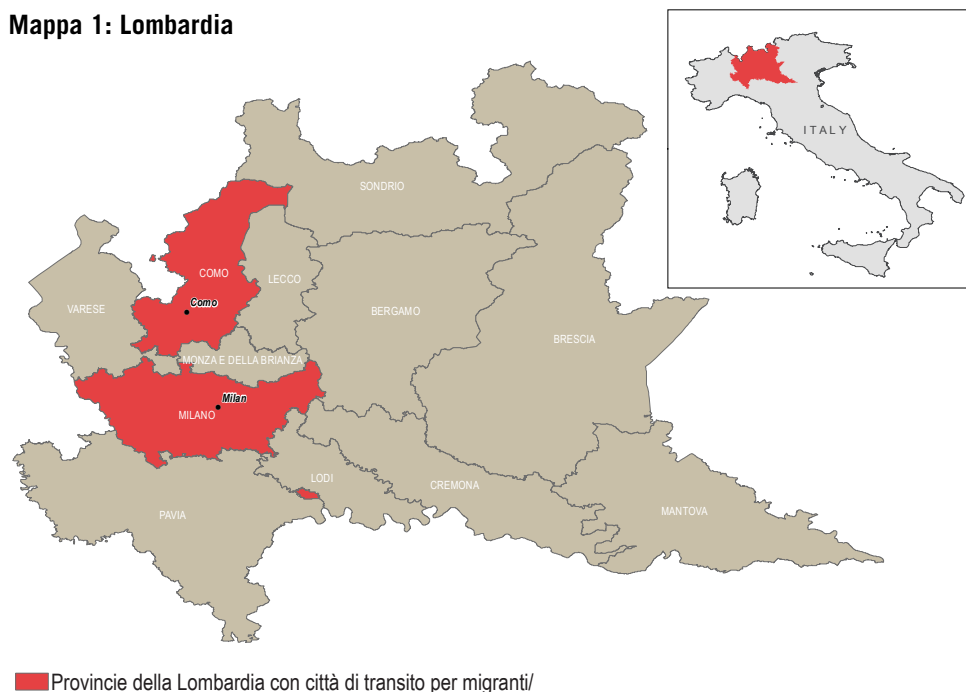 Mappa 1: Lombardia
ITALY
SONDRIO
COMO
LECCO
Como
VARESE
BERGAMO
BRESCIA
MONZA E DELLA BRIANZA
Milan
MILANO
LODI
CREMONA
PAVIA
MANTOVA
Provincie della Lombardia con città di transito per migranti/